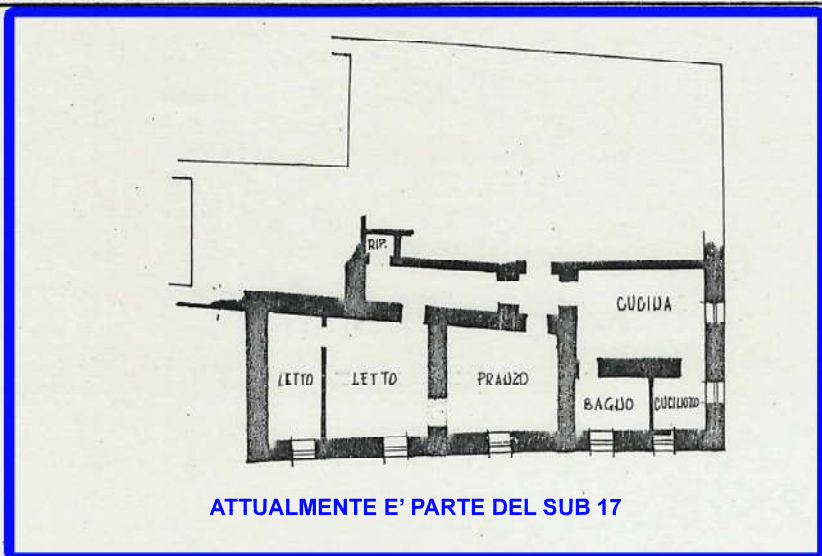 RIP.
CUCINA
LETTO
LETTO
PRANZO
BAGNO
CUCINOTTO
ATTUALMENTE E' PARTE DEL SUB 17